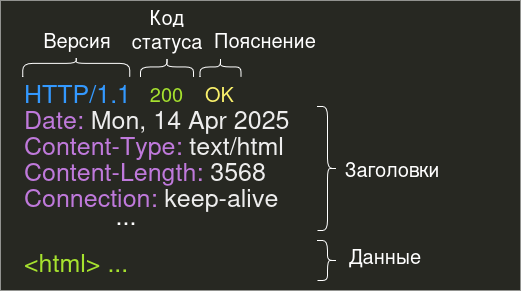 Версия
Код
статуса
Пояснение
HTTP/1.1 200 OK
Date: Mon, 14 Apr 2025
Content-Type: text/html
Content-Length: 3568
Connection: keep-alive
...
Заголовки
<html> ...
Данные